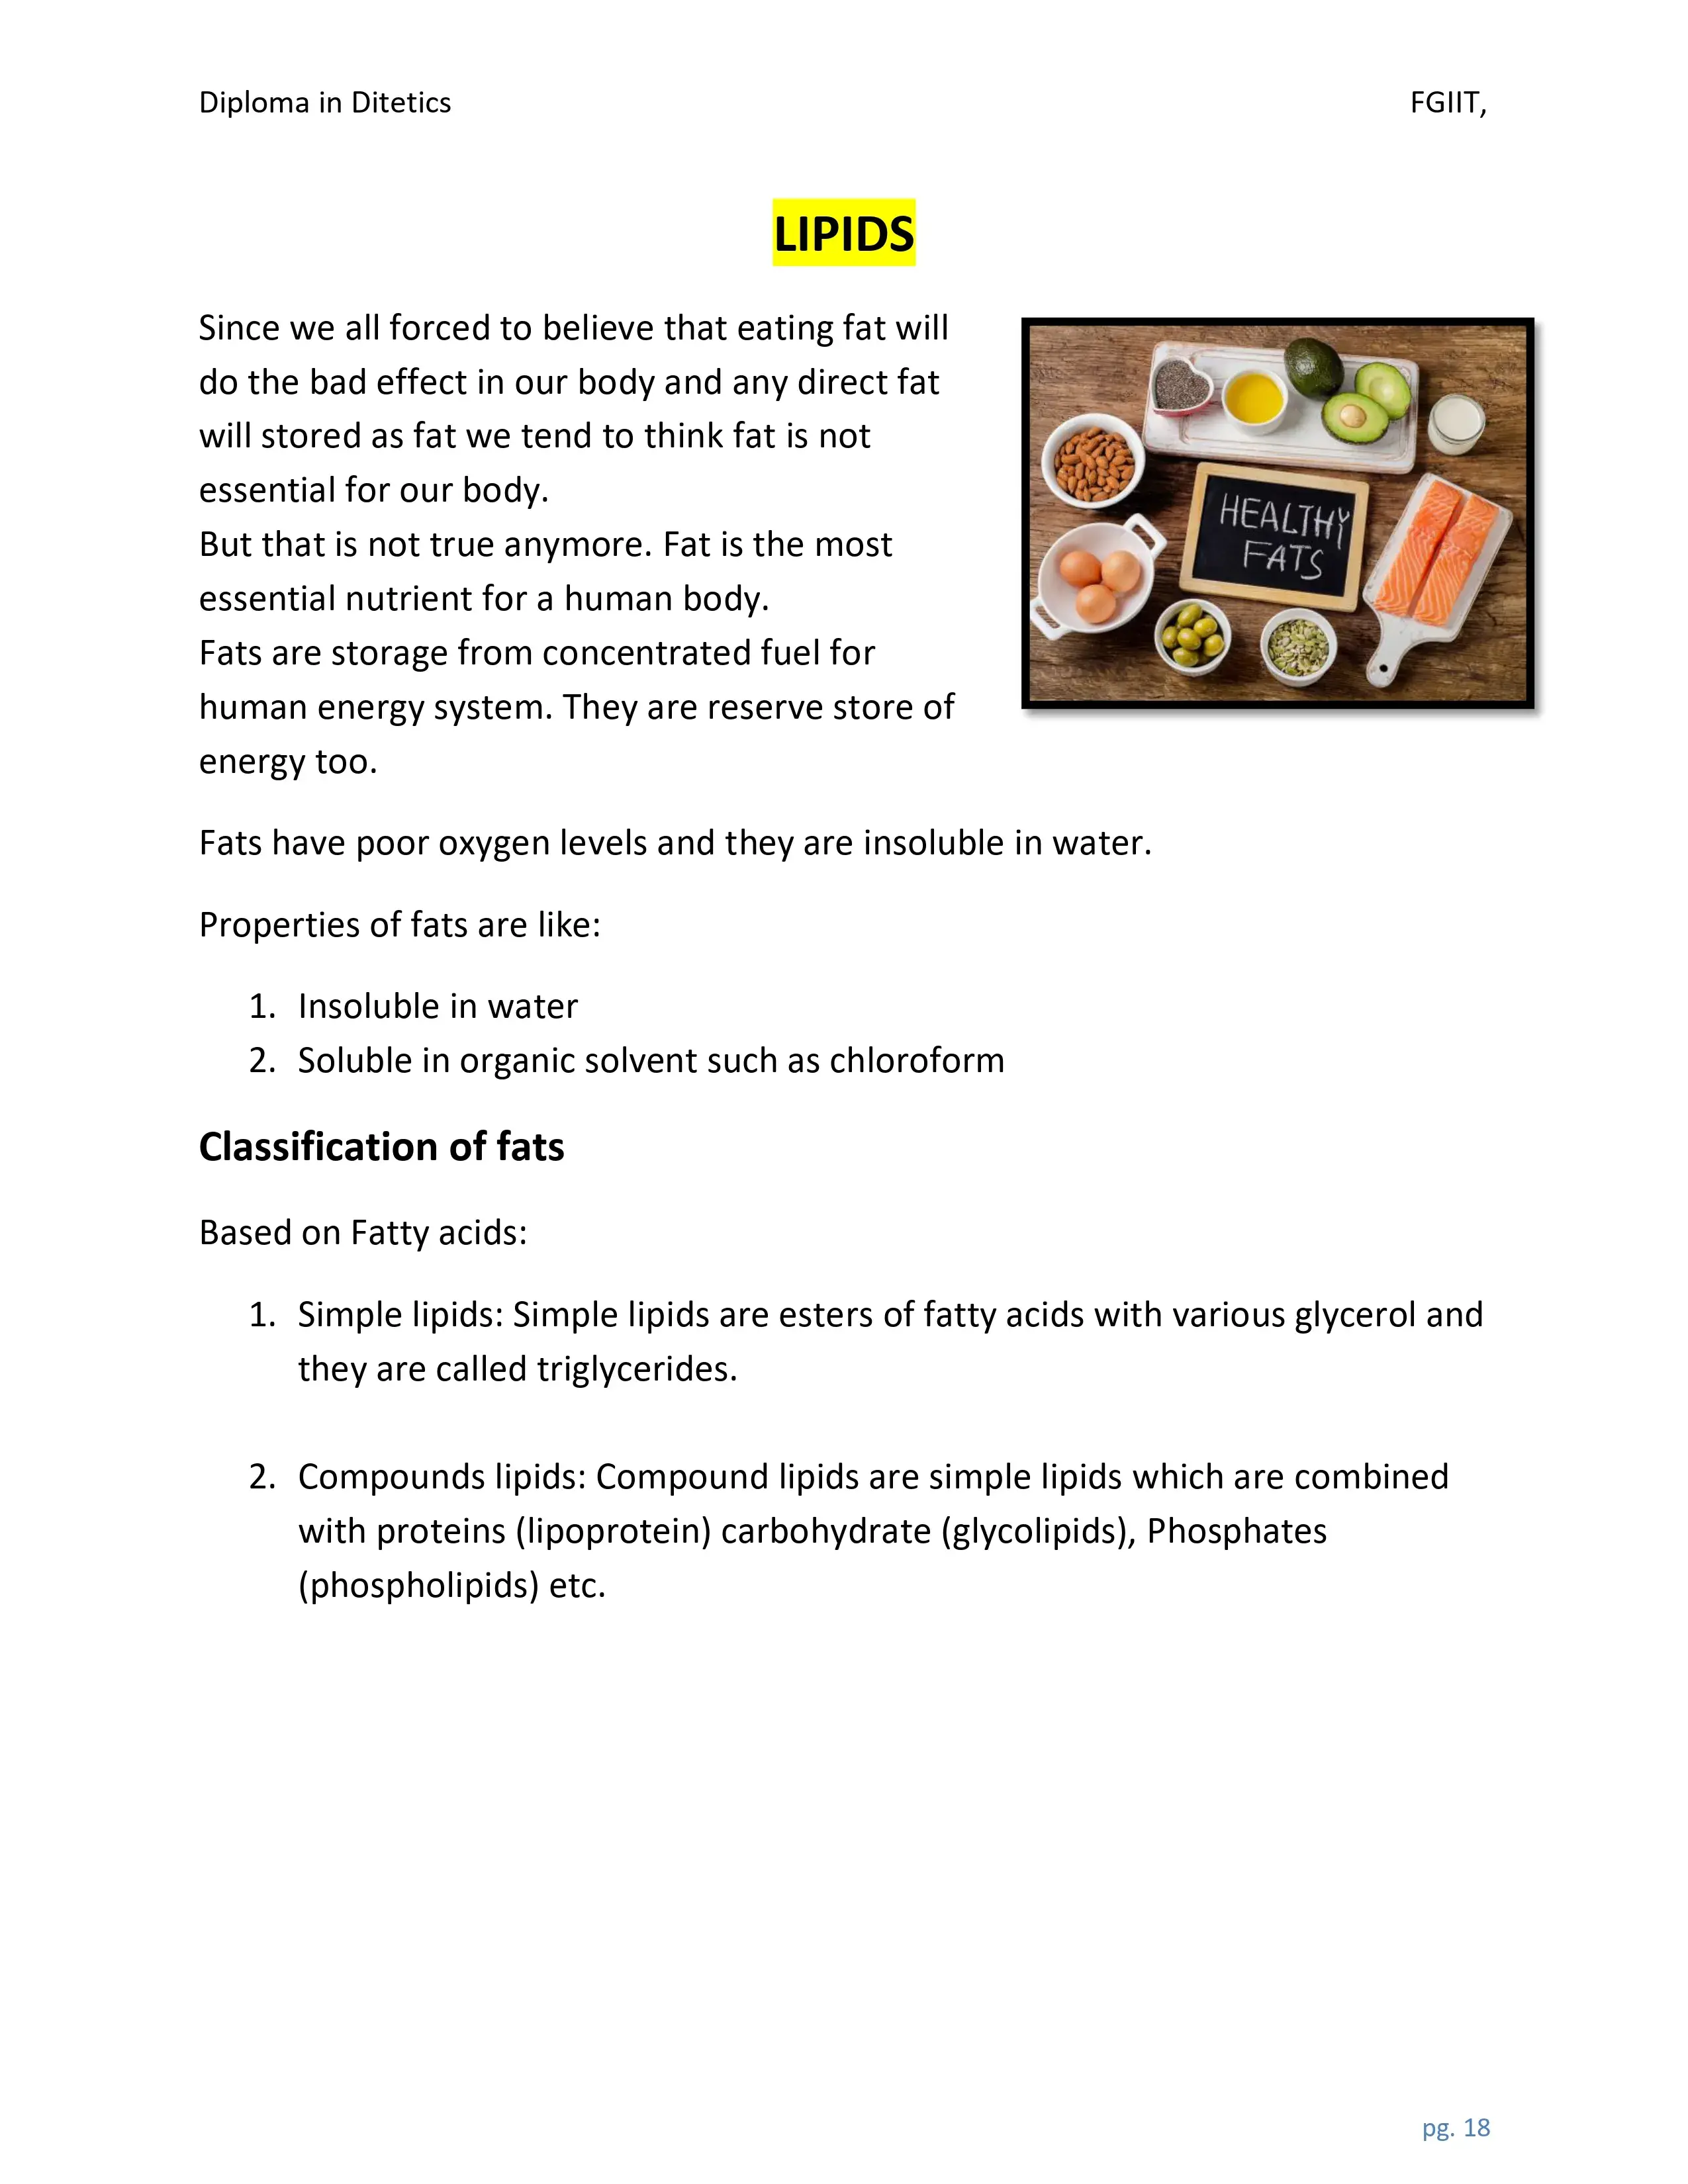 Diploma in Ditetics FGIIT,
LIPIDS
Since we all forced to believe that eating fat will
do the bad effect in our body and any direct fat
will stored as fat we tend to think fat is not
essential for our body.
But that is not true anymore. Fat is the most
essential nutrient for a human body.
Fats are storage from concentrated fuel for
human energy system. They are reserve store of
energy too.
HEALTHY
FATS
Fats have poor oxygen levels and they are insoluble in water.
Properties of fats are like:
1. Insoluble in water
2. Soluble in organic solvent such as chloroform
Classification of fats
Based on Fatty acids:
1. Simple lipids: Simple lipids are esters of fatty acids with various glycerol and
they are called triglycerides.
2. Compounds lipids: Compound lipids are simple lipids which are combined
with proteins (lipoprotein) carbohydrate (glycolipids), Phosphates
(phospholipids) etc.
pg. 18